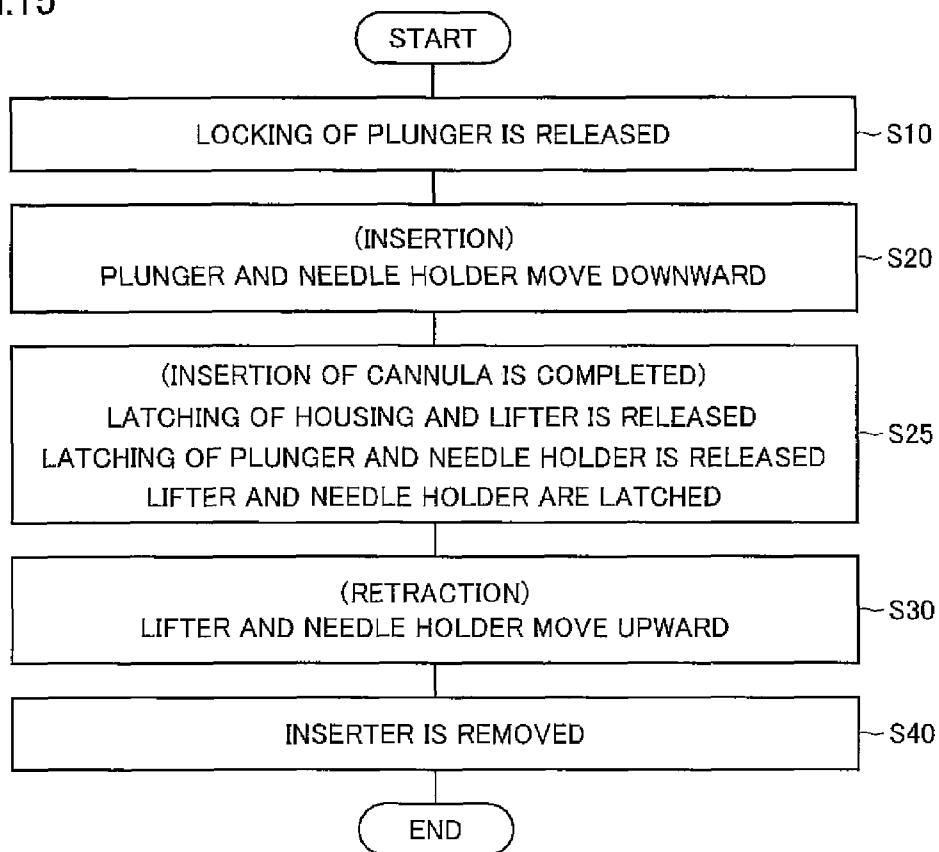 START
LOCKING OF PLUNGER IS RELEASED
S10
(INSERTION)
PLUNGER AND NEEDLE HOLDER MOVE DOWNWARD
S20
(INSERTION OF CANNULA IS COMPLETED)
LATCHING OF HOUSING AND LIFTER IS RELEASED
LATCHING OF PLUNGER AND NEEDLE HOLDER IS RELEASED
LIFTER AND NEEDLE HOLDER ARE LATCHED
S25
(RETRACTION)
LIFTER AND NEEDLE HOLDER MOVE UPWARD
S30
INSERTER IS REMOVED
S40
END